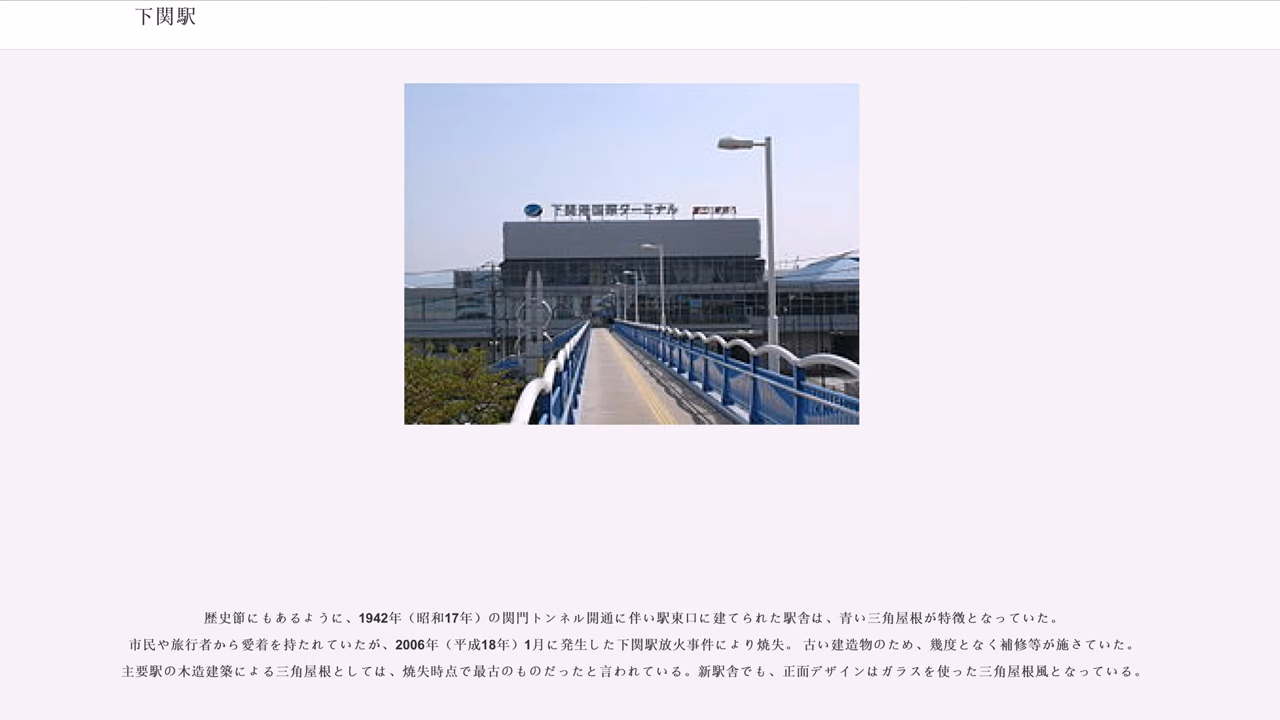 下関駅
下関港国際ターミナル
歴史節にもあるように、1942年（昭和17年）の関門トンネル開通に伴い駅東口に建てられた駅舎は、青い三角屋根が特徴となっていた。
市民や旅行者から愛着を持たれていたが、2006年（平成18年）1月に発生した下関駅放火事件により焼失。 古い建造物のため、幾度となく補修等が施さていた。
主要駅の木造建築による三角屋根としては、焼失時点で最古のものだったと言われている。新駅舎でも、正面デザインはガラスを使った三角屋根風となっている。